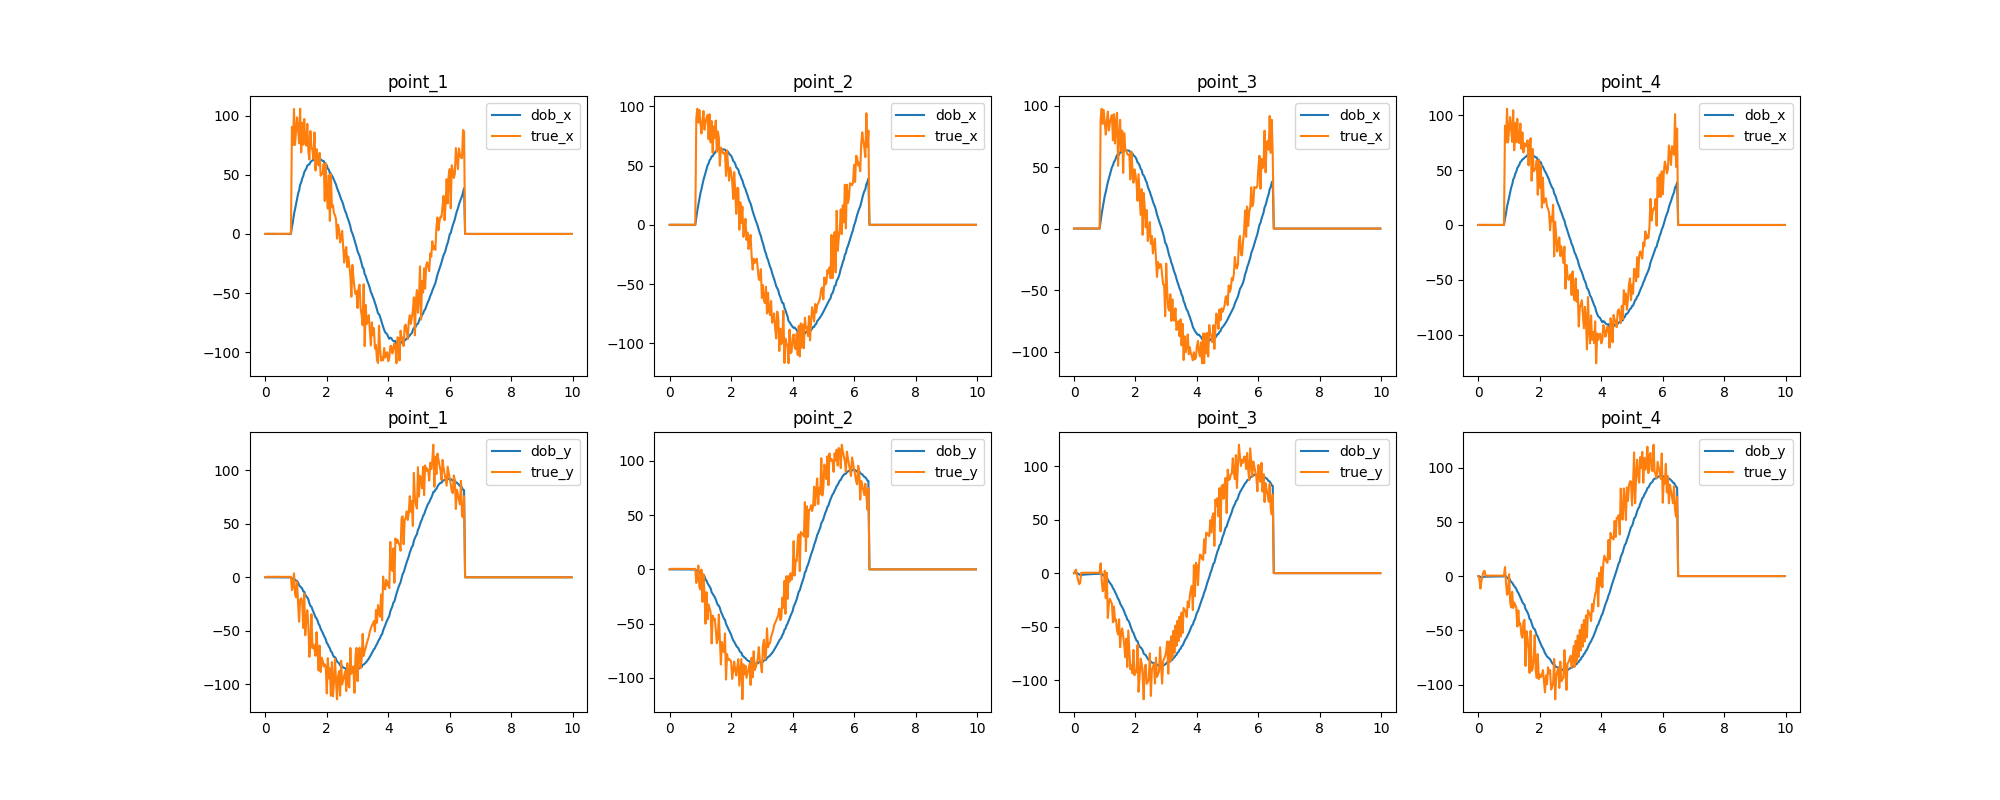 point_1 point_2 point_3 point_4
dob_x dob_x dob_x dob_x
true_x true_x true_x true_x
100 100 100 100
50 50 50 50
0 0 0 0
−50 −50 −50 −50
−100 −100 −100 −100
0 2 4 6 8 10 0 2 4 6 8 10 0 2 4 6 8 10 0 2 4 6 8 10
point_1 point_2 point_3 point_4
dob_y dob_y dob_y dob_y
true_y true_y true_y true_y
100 100 100 100
50 50 50 50
0 0 0 0
−50 −50 −50 −50
−100 −100 −100 −100
0 2 4 6 8 10 0 2 4 6 8 10 0 2 4 6 8 10 0 2 4 6 8 10